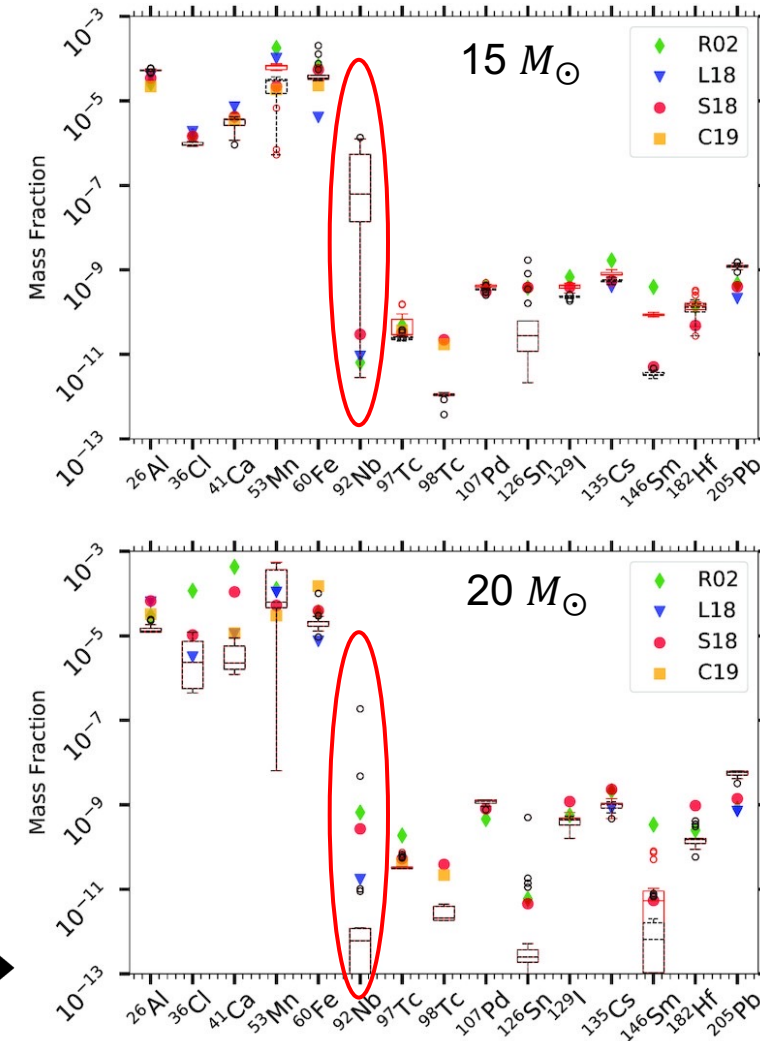 15 M⊙
R02
L18
S18
C19
Mass Fraction
10⁻³
10⁻⁵
10⁻⁷
10⁻⁹
10⁻¹¹
10⁻¹³
²⁶Al ³⁶Cl ⁴¹Ca ⁵³Mn ⁶⁰Fe ⁹²Nb ⁹⁷Tc ⁹⁸Tc ¹⁰⁷Pd ¹²⁶Sn ¹²⁹I ¹³⁵Cs ¹⁴⁶Sm ¹⁸²Hf ²⁰⁵Pb
20 M⊙
R02
L18
S18
C19
Mass Fraction
10⁻³
10⁻⁵
10⁻⁷
10⁻⁹
10⁻¹¹
10⁻¹³
²⁶Al ³⁶Cl ⁴¹Ca ⁵³Mn ⁶⁰Fe ⁹²Nb ⁹⁷Tc ⁹⁸Tc ¹⁰⁷Pd ¹²⁶Sn ¹²⁹I ¹³⁵Cs ¹⁴⁶Sm ¹⁸²Hf ²⁰⁵Pb